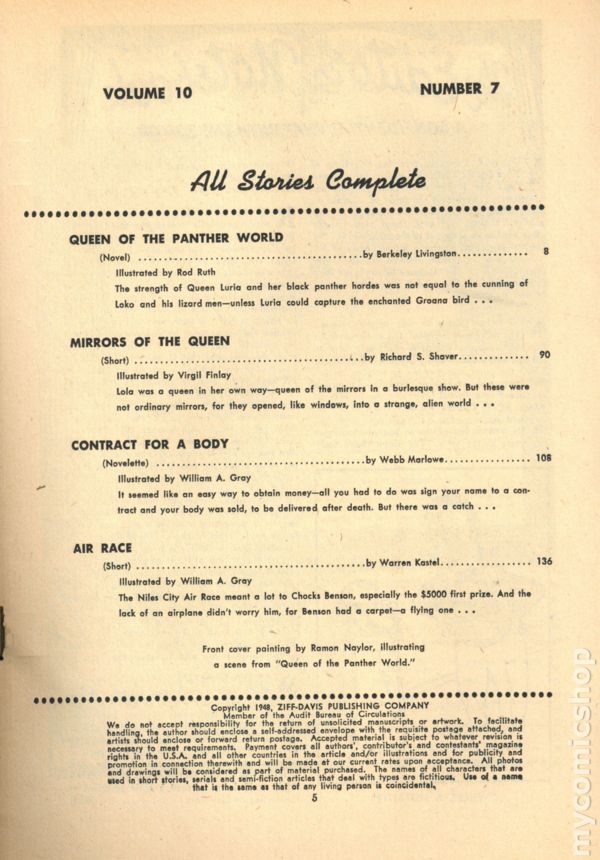 VOLUME 10
NUMBER 7
All Stories Complete
QUEEN OF THE PANTHER WORLD
(Novel) ............................................by Berkeley Livingston.............. 8
Illustrated by Rod Ruth
The strength of Queen Luria and her black panther hordes was not equal to the cunning of
Loko and his lizard men—unless Luria could capture the enchanted Groana bird . . .
MIRRORS OF THE QUEEN
(Short) .............................................by Richard S. Shaver.............. 90
Illustrated by Virgil Finlay
Lola was a queen in her own way—queen of the mirrors in a burlesque show. But these were
not ordinary mirrors, for they opened, like windows, into a strange, alien world . . .
CONTRACT FOR A BODY
(Novelette) .........................................by Webb Marlowe................. 108
Illustrated by William A. Gray
It seemed like an easy way to obtain money—all you had to do was sign your name to a con-
tract and your body was sold, to be delivered after death. But there was a catch . . .
AIR RACE
(Short) .............................................by Warren Kastel.................. 136
Illustrated by William A. Gray
The Niles City Air Race meant a lot to Chocks Benson, especially the $5000 first prize. And the
lack of an airplane didn't worry him, for Benson had a carpet—a flying one . . .
Front cover painting by Ramon Naylor, illustrating
a scene from "Queen of the Panther World."
Copyright 1948, ZIFF-DAVIS PUBLISHING COMPANY
Member of the Audit Bureau of Circulations
We do not accept responsibility for the return of unsolicited manuscripts or artwork. To facilitate
handling, the author should enclose a self-addressed envelope with the requisite postage attached, and
artists should enclose or forward return postage. Accepted material is subject to whatever revision is
necessary to meet requirements. Payment covers all authors', contributor's and contestants' magazine
rights in the U.S.A. and all other countries in the article and/or illustrations and for publicity and
promotion in connection therewith and will be made at our current rates upon acceptance. All photos
and drawings will be considered as part of material purchased. The names of all characters that are
used in short stories, serials and semi-fiction articles that deal with types are fictitious. Use of a name
that is the same as that of any living person is coincidental.
5
mycomicshop